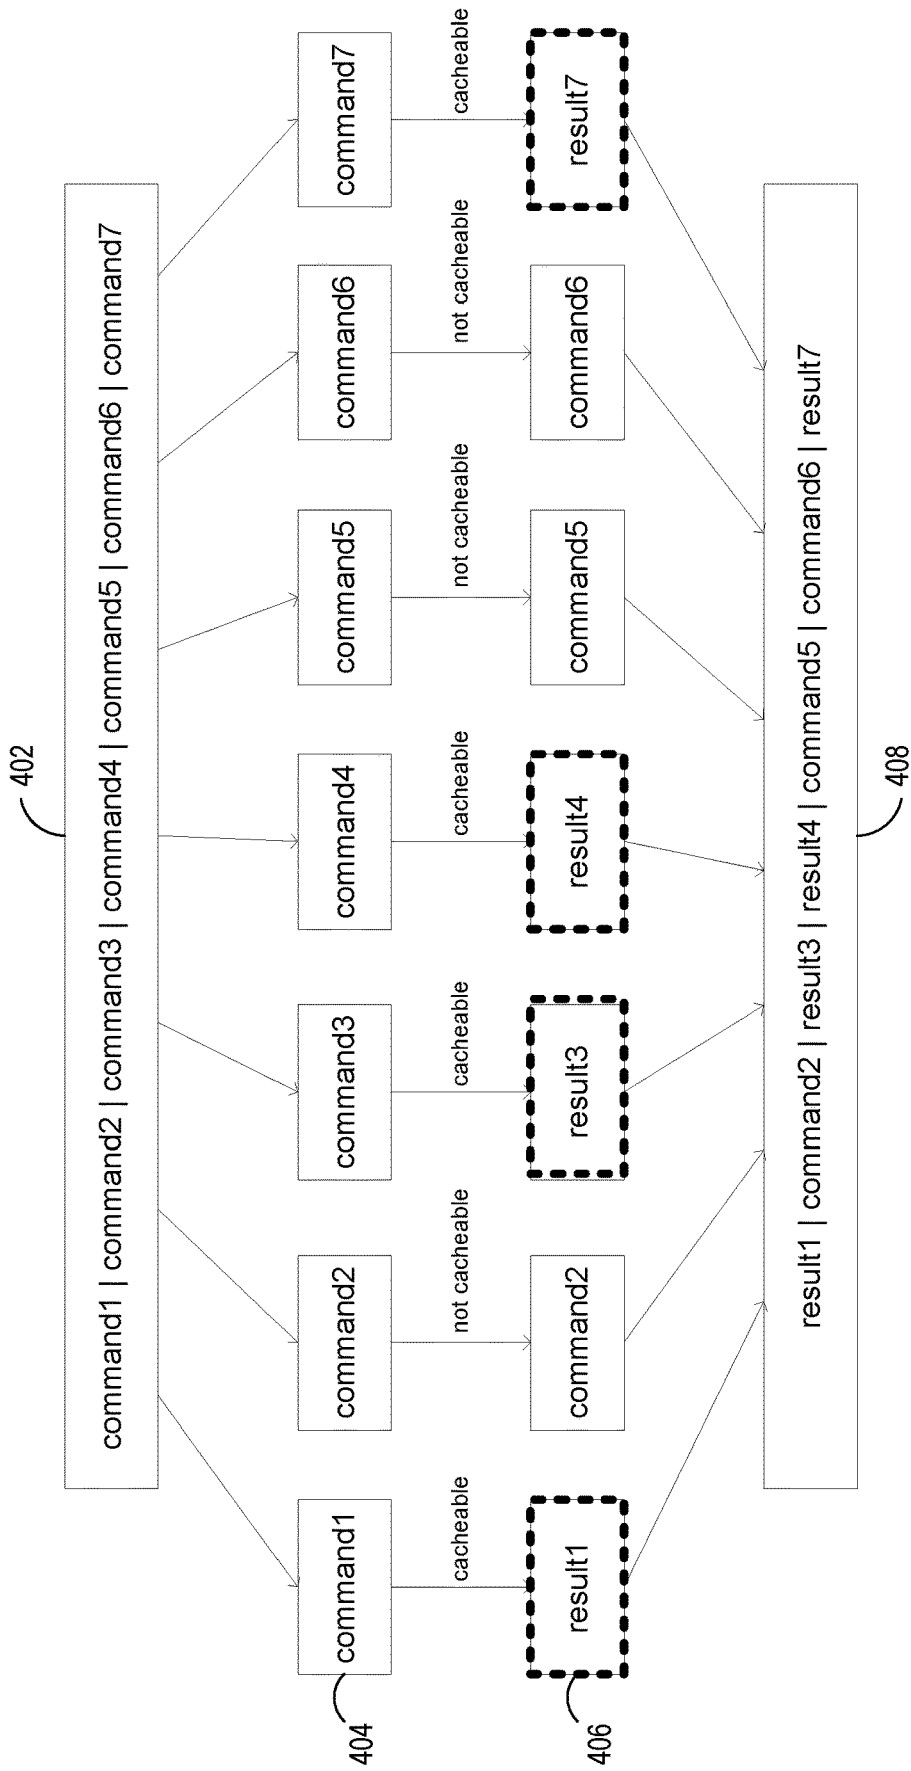 402
command1 | command2 | command3 | command4 | command5 | command6 | command7
404
command1
command2
command3
command4
command5
command6
command7
cacheable
not cacheable
cacheable
cacheable
not cacheable
not cacheable
cacheable
406
result1
command2
result3
result4
command5
command6
result7
result1 | command2 | result3 | result4 | command5 | command6 | result7
408